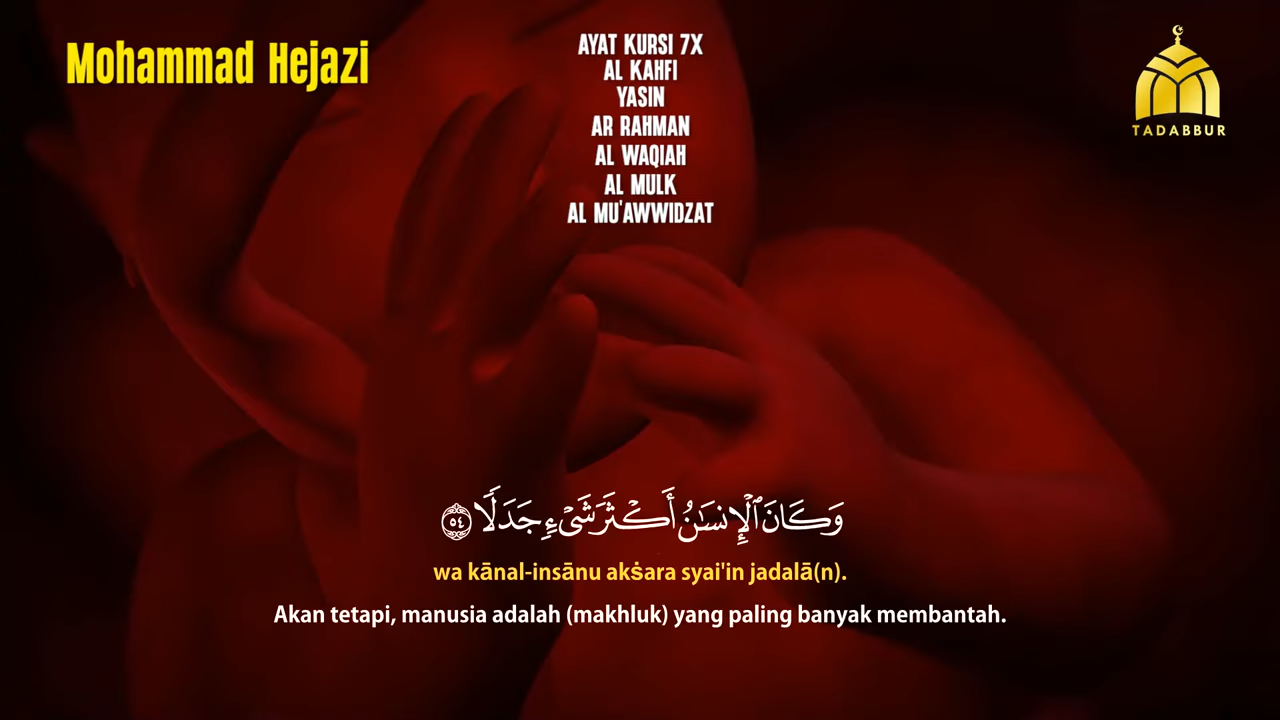 Mohammad Hejazi
AYAT KURSI 7X
AL KAHFI
YASIN
AR RAHMAN
AL WAQIAH
AL MULK
AL MU'AWWIDZAT
TADABBUR
وَكَانَ ٱلْإِنسَـٰنُ أَكْثَرَ شَىْءٍ جَدَلًا ٥٤
wa kānal-insānu akṡara syai'in jadalā(n).
Akan tetapi, manusia adalah (makhluk) yang paling banyak membantah.